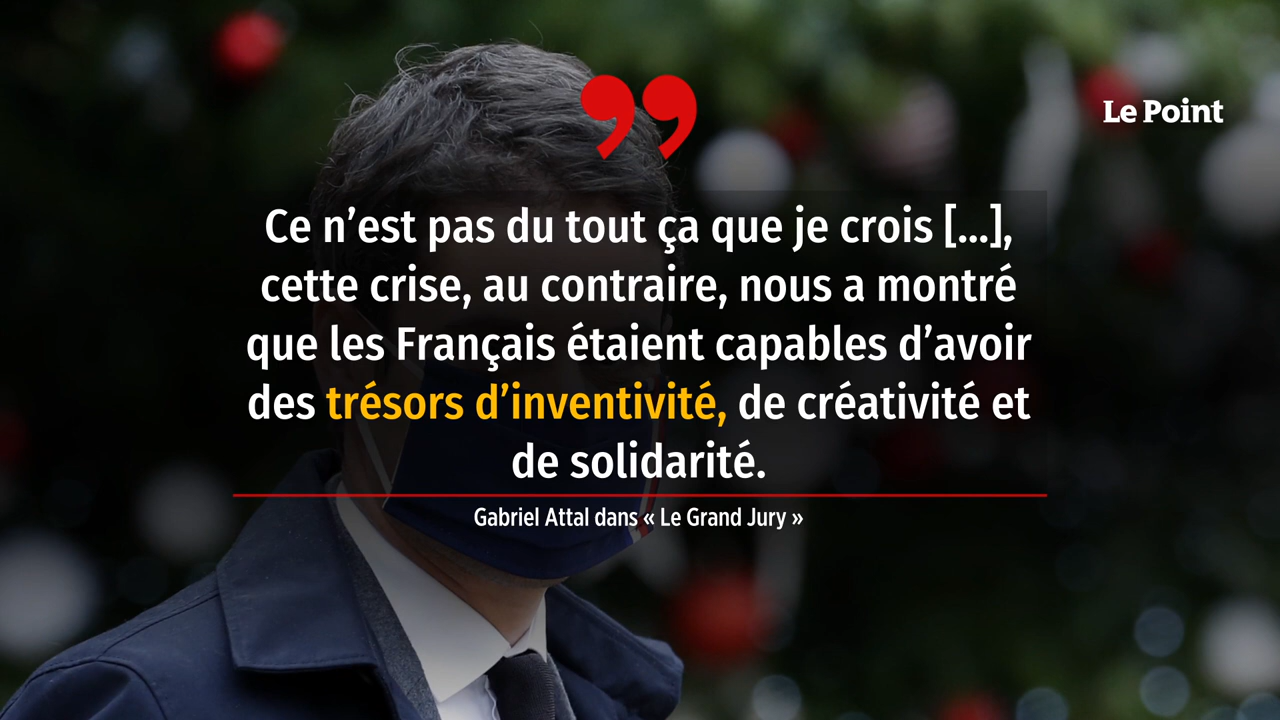 Le Point
Ce n’est pas du tout ça que je crois [...],
cette crise, au contraire, nous a montré
que les Français étaient capables d’avoir
des trésors d’inventivité, de créativité et
de solidarité.
Gabriel Attal dans « Le Grand Jury »